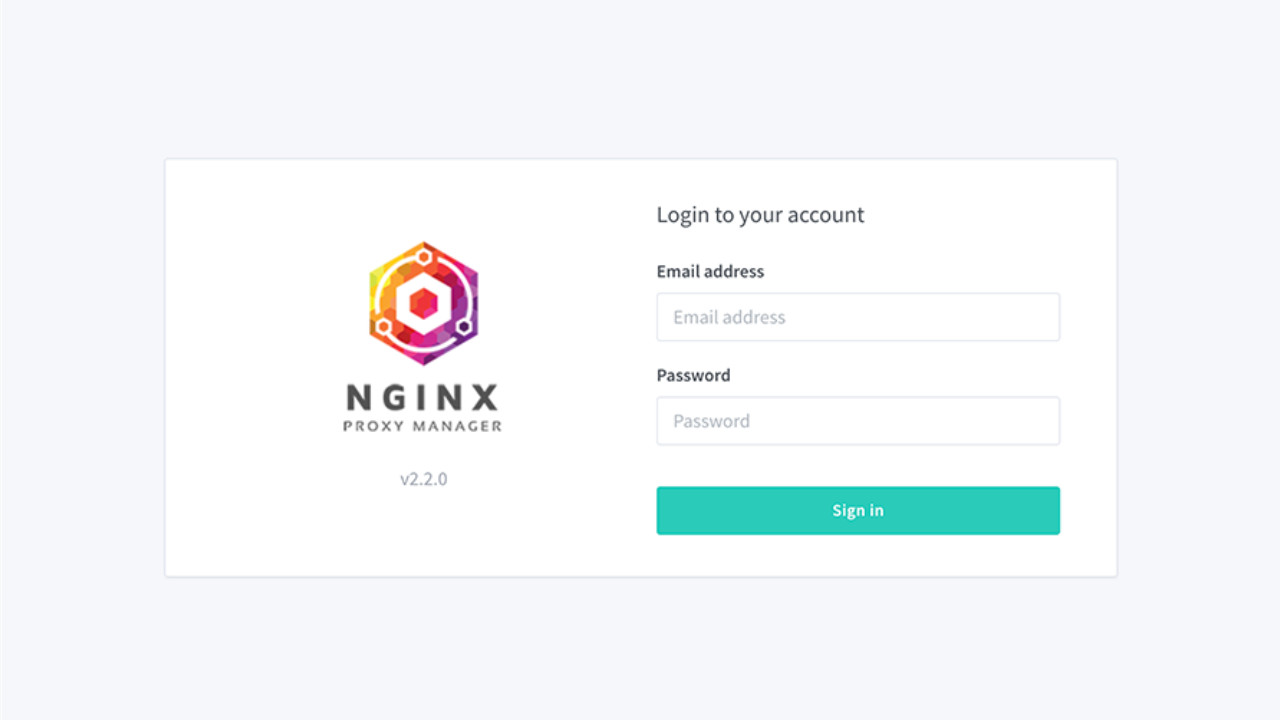 NGINX
PROXY MANAGER
v2.2.0
Login to your account
Email address
Email address
Password
Password
Sign in